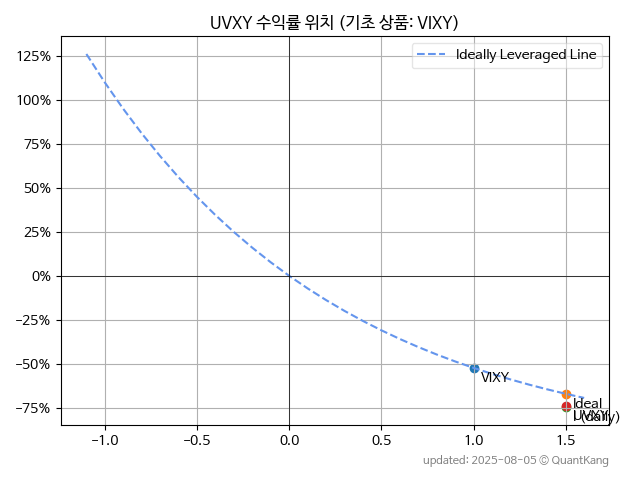 UVXY 수익률 위치 (기초 상품: VIXY)
Ideally Leveraged Line
125%
100%
75%
50%
25%
0%
−25%
−50%
−75%
VIXY
Ideal
UVXY
(daily)
−1.0
−0.5
0.0
0.5
1.0
1.5
updated: 2025-08-05 © QuantKang